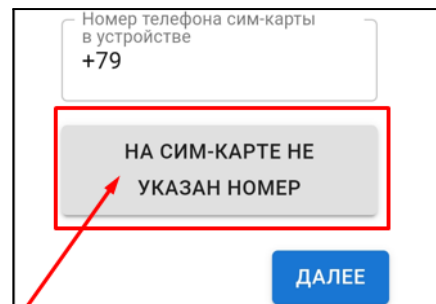 Номер телефона сим-карты
в устройстве
+79
НА СИМ-КАРТЕ НЕ
УКАЗАН НОМЕР
ДАЛЕЕ